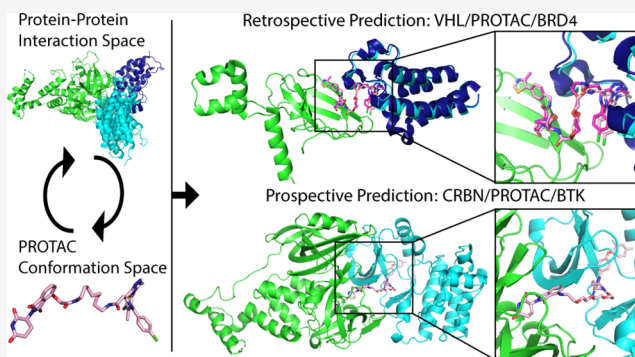 Protein-Protein
Interaction Space
PROTAC
Conformation Space
Retrospective Prediction: VHL/PROTAC/BRD4
Prospective Prediction: CRBN/PROTAC/BTK